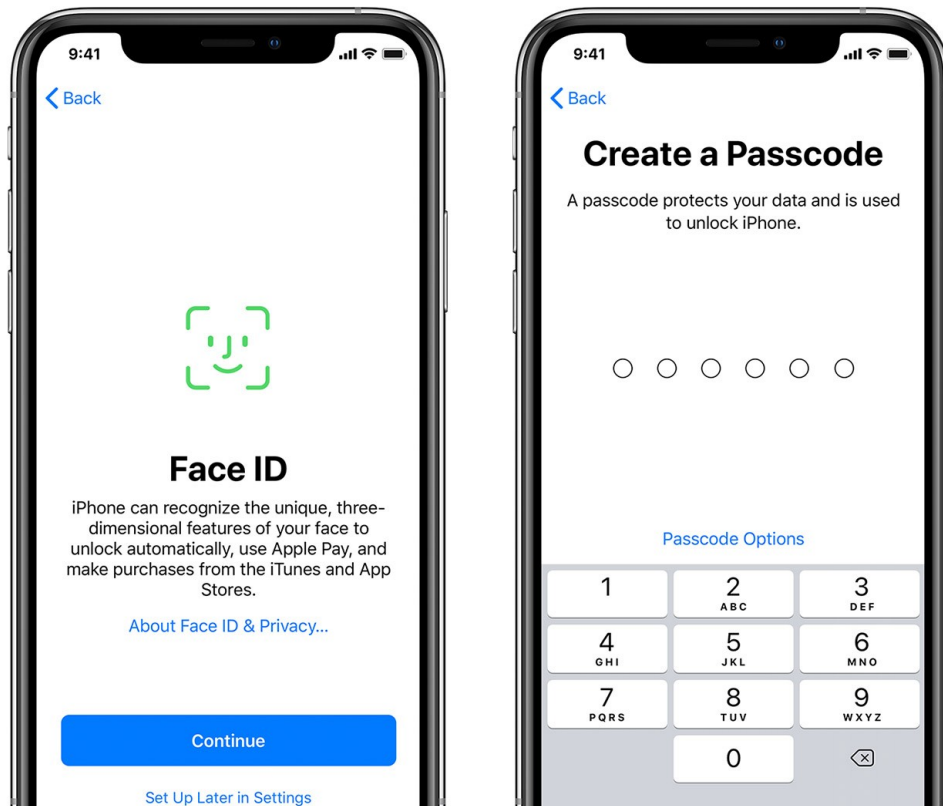 9:41
Back
Face ID
iPhone can recognize the unique, three-
dimensional features of your face to
unlock automatically, use Apple Pay, and
make purchases from the iTunes and App
Stores.
About Face ID & Privacy...
Continue
Set Up Later in Settings
9:41
Back
Create a Passcode
A passcode protects your data and is used
to unlock iPhone.
Passcode Options
1 2 3
ABC DEF
4 5 6
GHI JKL MNO
7 8 9
PQRS TUV WXYZ
0